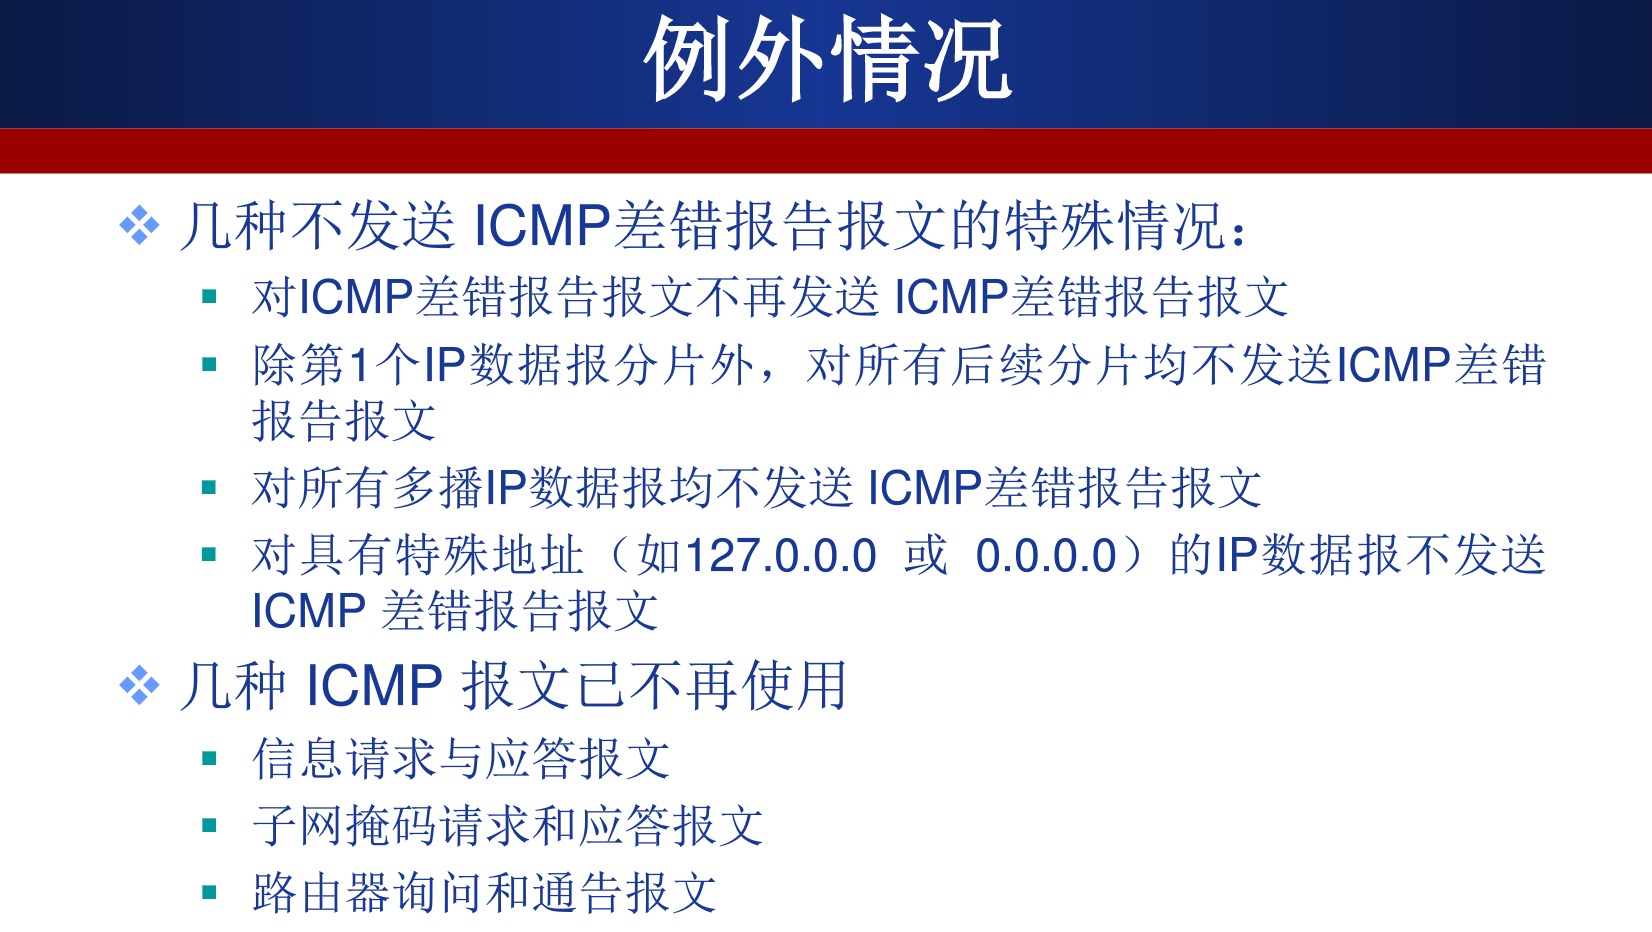 例外情况
几种不发送 ICMP差错报告报文的特殊情况：
对ICMP差错报告报文不再发送 ICMP差错报告报文
除第1个IP数据报分片外，对所有后续分片均不发送ICMP差错
报告报文
对所有多播IP数据报均不发送 ICMP差错报告报文
对具有特殊地址（如127.0.0.0 或 0.0.0.0）的IP数据报不发送
ICMP 差错报告报文
几种 ICMP 报文已不再使用
信息请求与应答报文
子网掩码请求和应答报文
路由器询问和通告报文